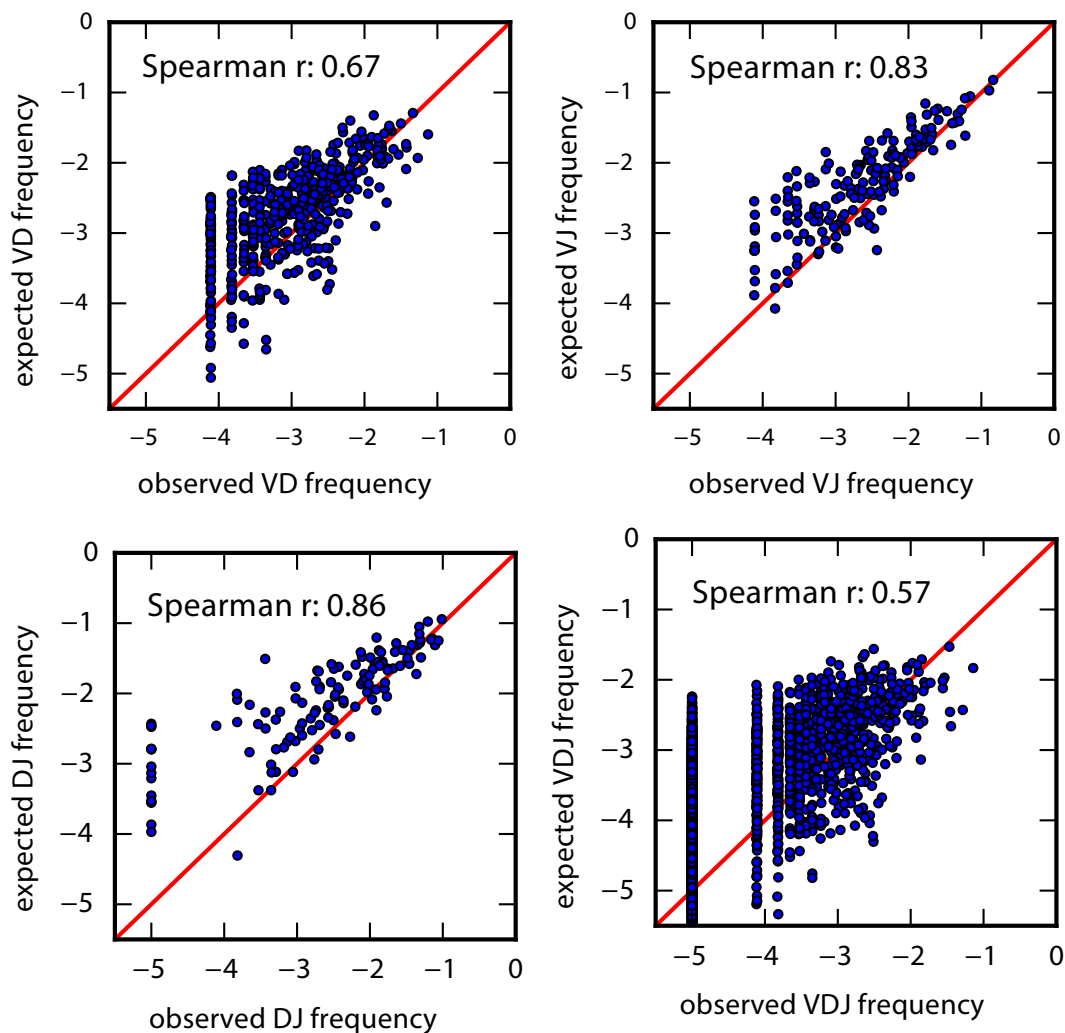 Spearman r: 0.67
expected VD frequency
0
−1
−2
−3
−4
−5
−5 −4 −3 −2 −1 0
observed VD frequency
Spearman r: 0.83
expected VJ frequency
0
−1
−2
−3
−4
−5
−5 −4 −3 −2 −1 0
observed VJ frequency
Spearman r: 0.86
expected DJ frequency
0
−1
−2
−3
−4
−5
−5 −4 −3 −2 −1 0
observed DJ frequency
Spearman r: 0.57
expected VDJ frequency
0
−1
−2
−3
−4
−5
−5 −4 −3 −2 −1 0
observed VDJ frequency